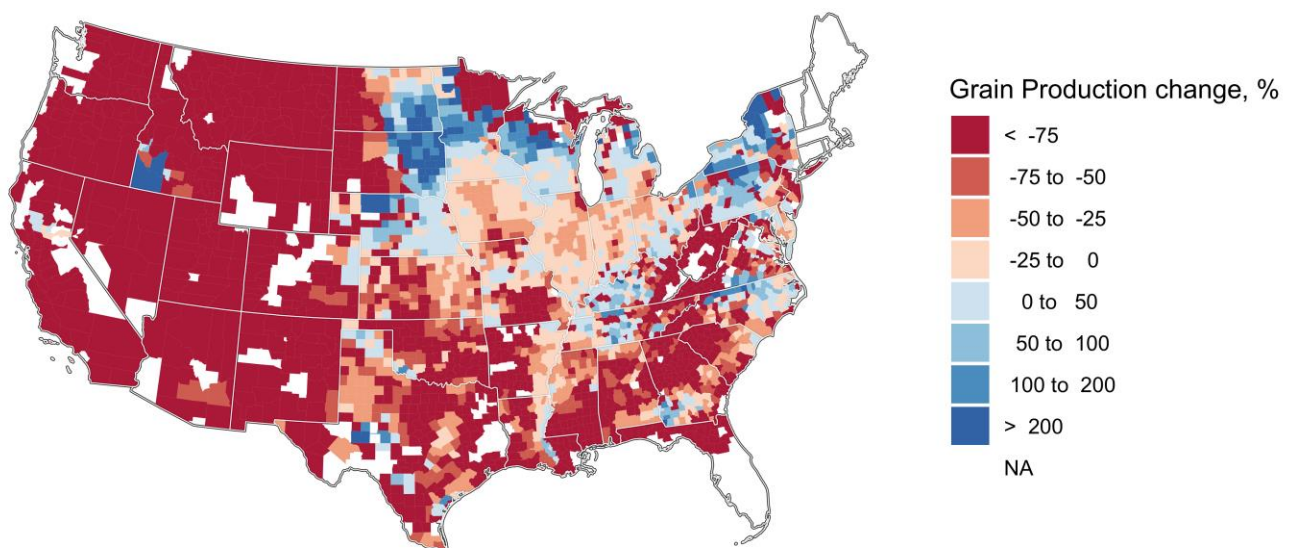 Grain Production change, %
< -75
-75 to -50
-50 to -25
-25 to 0
0 to 50
50 to 100
100 to 200
> 200
NA